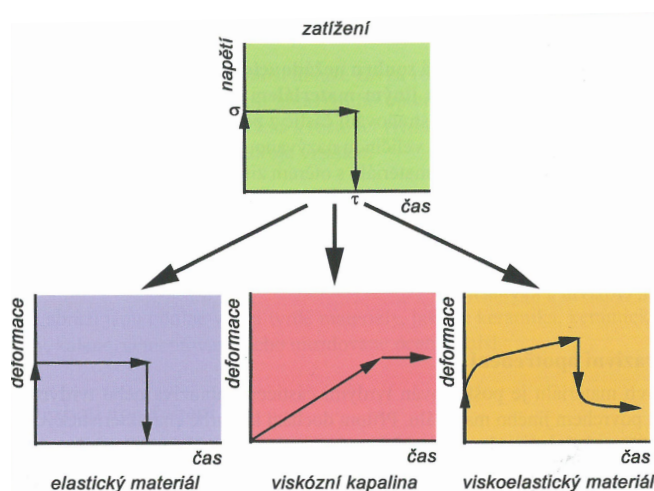 zatížení
napětí
σ
τ
čas
deformace
čas
elastický materiál
deformace
čas
viskózní kapalina
deformace
čas
viskoelastický materiál